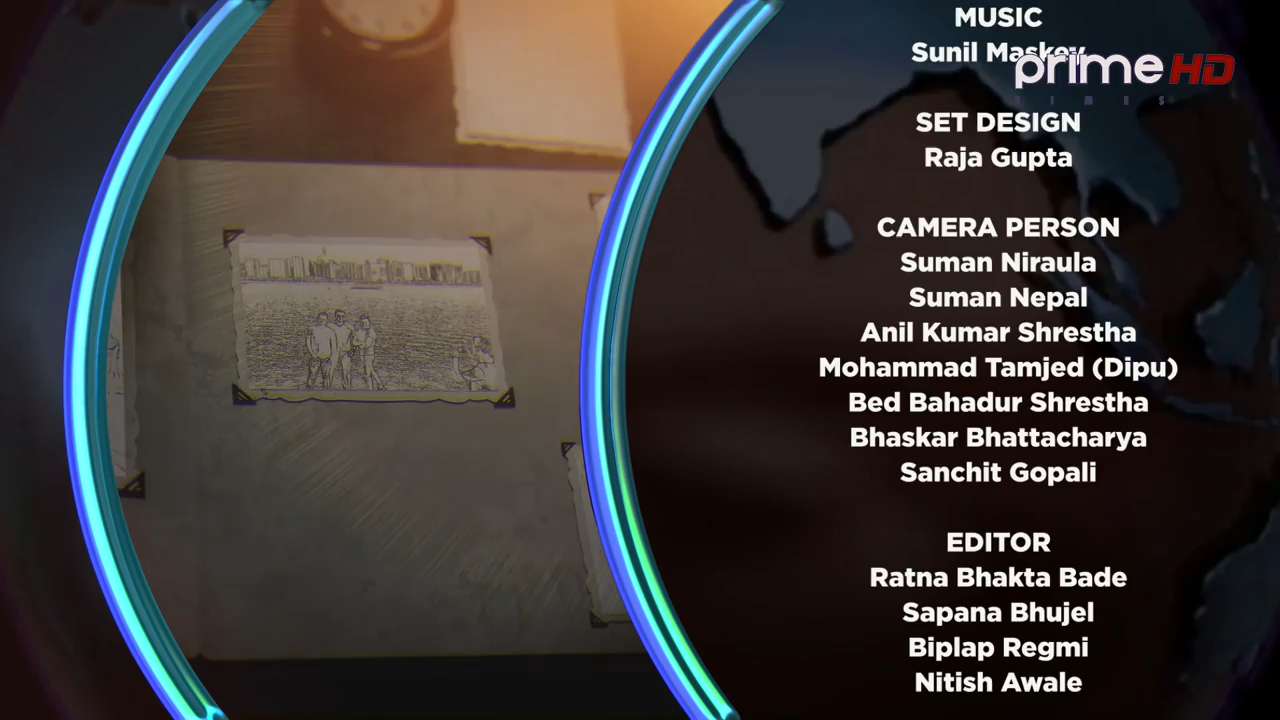 MUSIC
Sunil Maskey
prime HD
TIMES
SET DESIGN
Raja Gupta
CAMERA PERSON
Suman Niraula
Suman Nepal
Anil Kumar Shrestha
Mohammad Tamjed (Dipu)
Bed Bahadur Shrestha
Bhaskar Bhattacharya
Sanchit Gopali
EDITOR
Ratna Bhakta Bade
Sapana Bhujel
Biplap Regmi
Nitish Awale